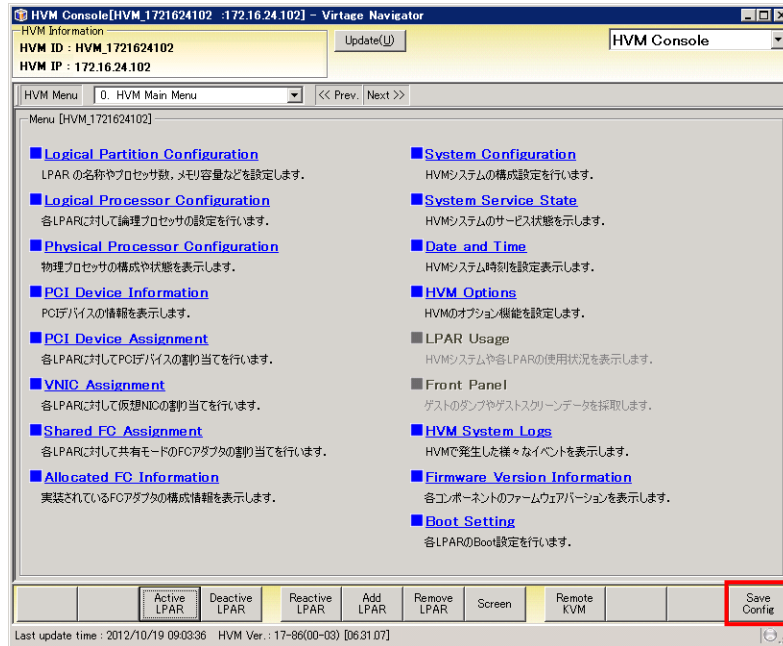 HVM Console[HVM_1721624102 :172.16.24.102] - Virtage Navigator
HVM Information
HVM ID : HVM_1721624102
HVM IP : 172.16.24.102
Update(U)
HVM Console
HVM Menu 0. HVM Main Menu << Prev. Next >>
Menu [HVM_1721624102]
Logical Partition Configuration
LPAR の名称やプロセッサ数, メモリ容量などを設定します.
Logical Processor Configuration
各LPARに対して論理プロセッサの設定を行います.
Physical Processor Configuration
物理プロセッサの構成や状態を表示します.
PCI Device Information
PCIデバイスの情報を表示します.
PCI Device Assignment
各LPARに対してPCIデバイスの割り当てを行います.
VNIC Assignment
各LPARに対して仮想NICの割り当てを行います.
Shared FC Assignment
各LPARに対して共有モードのFCアダプタの割り当てを行います.
Allocated FC Information
実装されているFCアダプタの構成情報を表示します.
System Configuration
HVMシステムの構成設定を行います.
System Service State
HVMシステムのサービス状態を示します.
Date and Time
HVMシステム時刻を設定表示します.
HVM Options
HVMのオプション機能を設定します.
LPAR Usage
HVMシステムや各LPARの使用状況を表示します.
Front Panel
ゲストのダンプやゲストスクリーンデータを採取します.
HVM System Logs
HVMで発生した様々なイベントを表示します.
Firmware Version Information
各コンポーネントのファームウェアバージョンを表示します.
Boot Setting
各LPARのBoot設定を行います.
Active LPAR Deactive LPAR Reactive LPAR Add LPAR Remove LPAR Screen Remote KVM Save Config
Last update time : 2012/10/19 09:03:36 HVM Ver. : 17-86(00-03) [06.31.07]